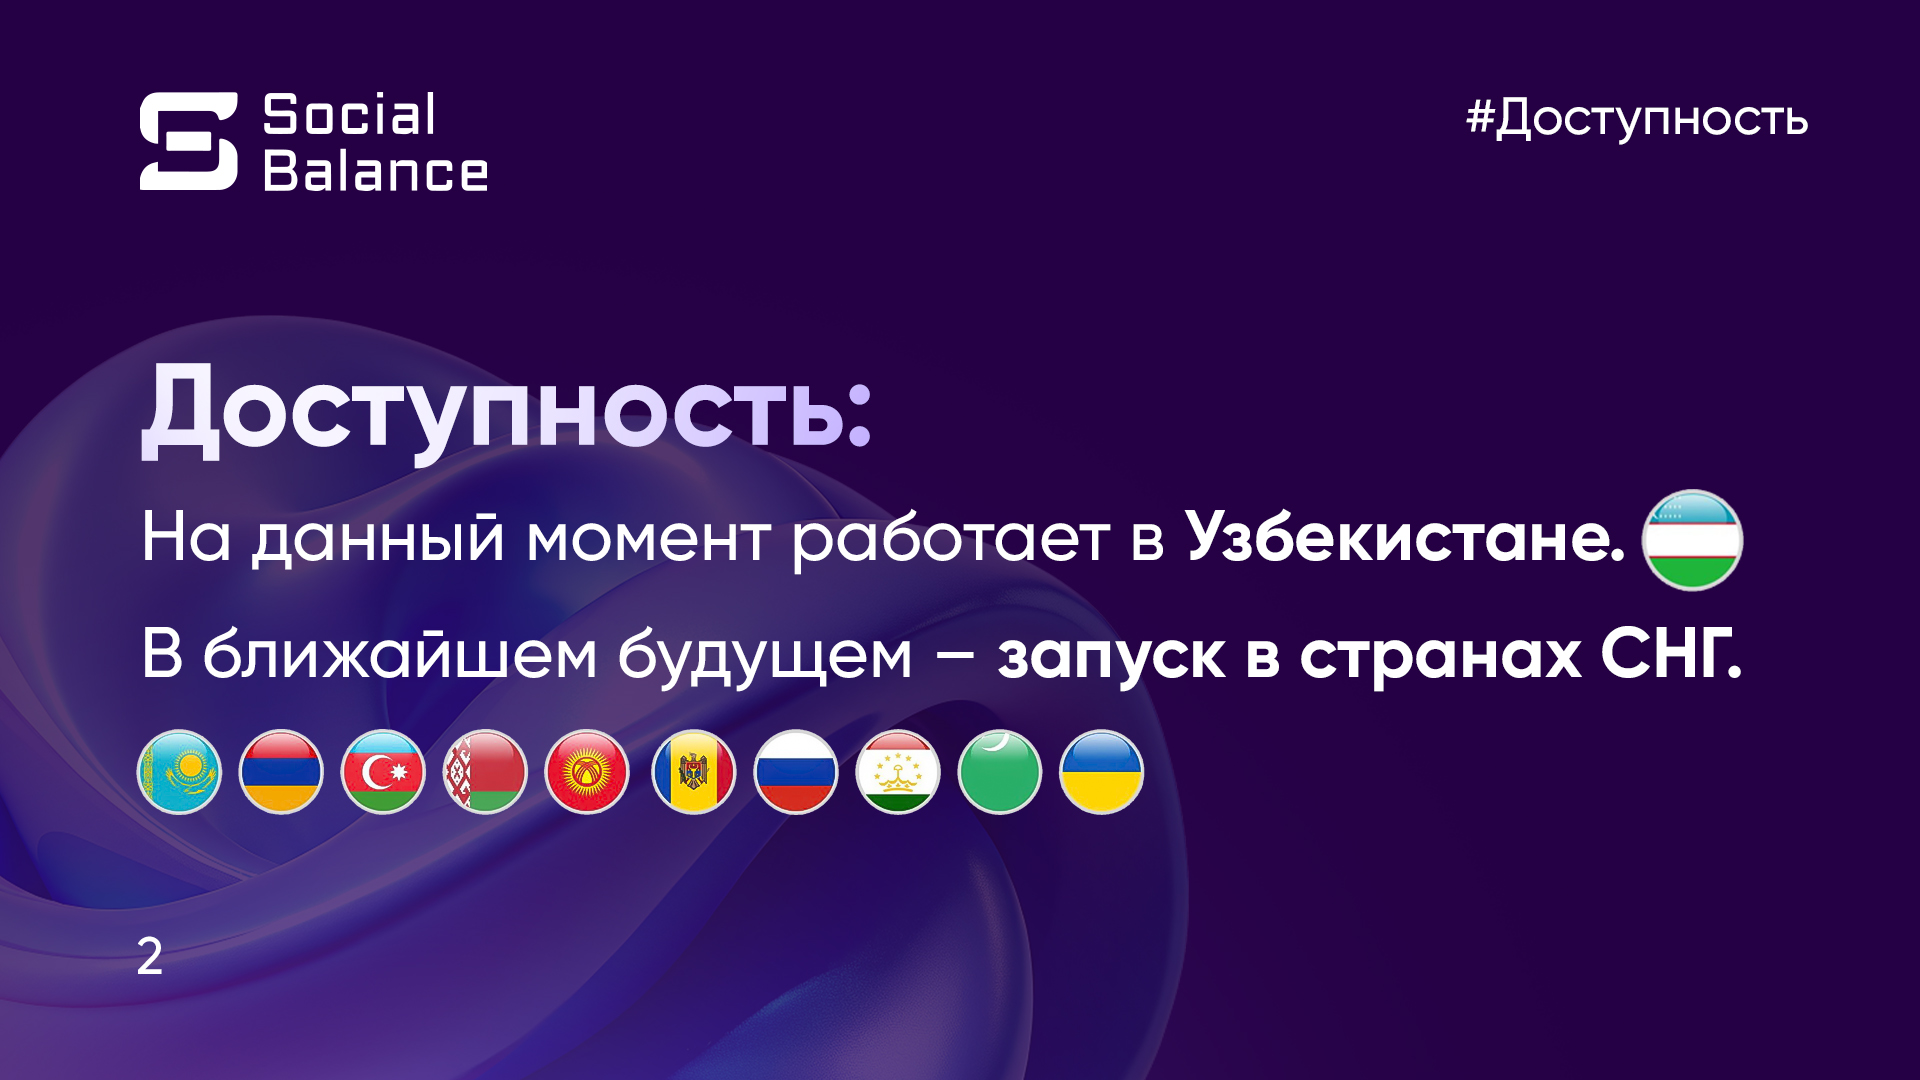 Social
Balance
#Доступность
Доступность:
На данный момент работает в Узбекистане.
В ближайшем будущем – запуск в странах СНГ.
2